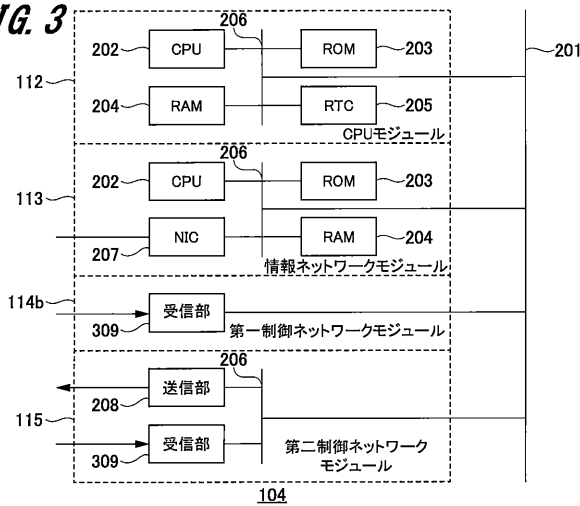 FIG. 3
206
202 CPU ROM 203
201
112
204 RAM RTC 205
CPUモジュール
206
202 CPU ROM 203
113
NIC RAM 204
207
情報ネットワークモジュール
114b
受信部
309 第一制御ネットワークモジュール
206
送信部
208
115
受信部
309
第二制御ネットワーク
モジュール
104